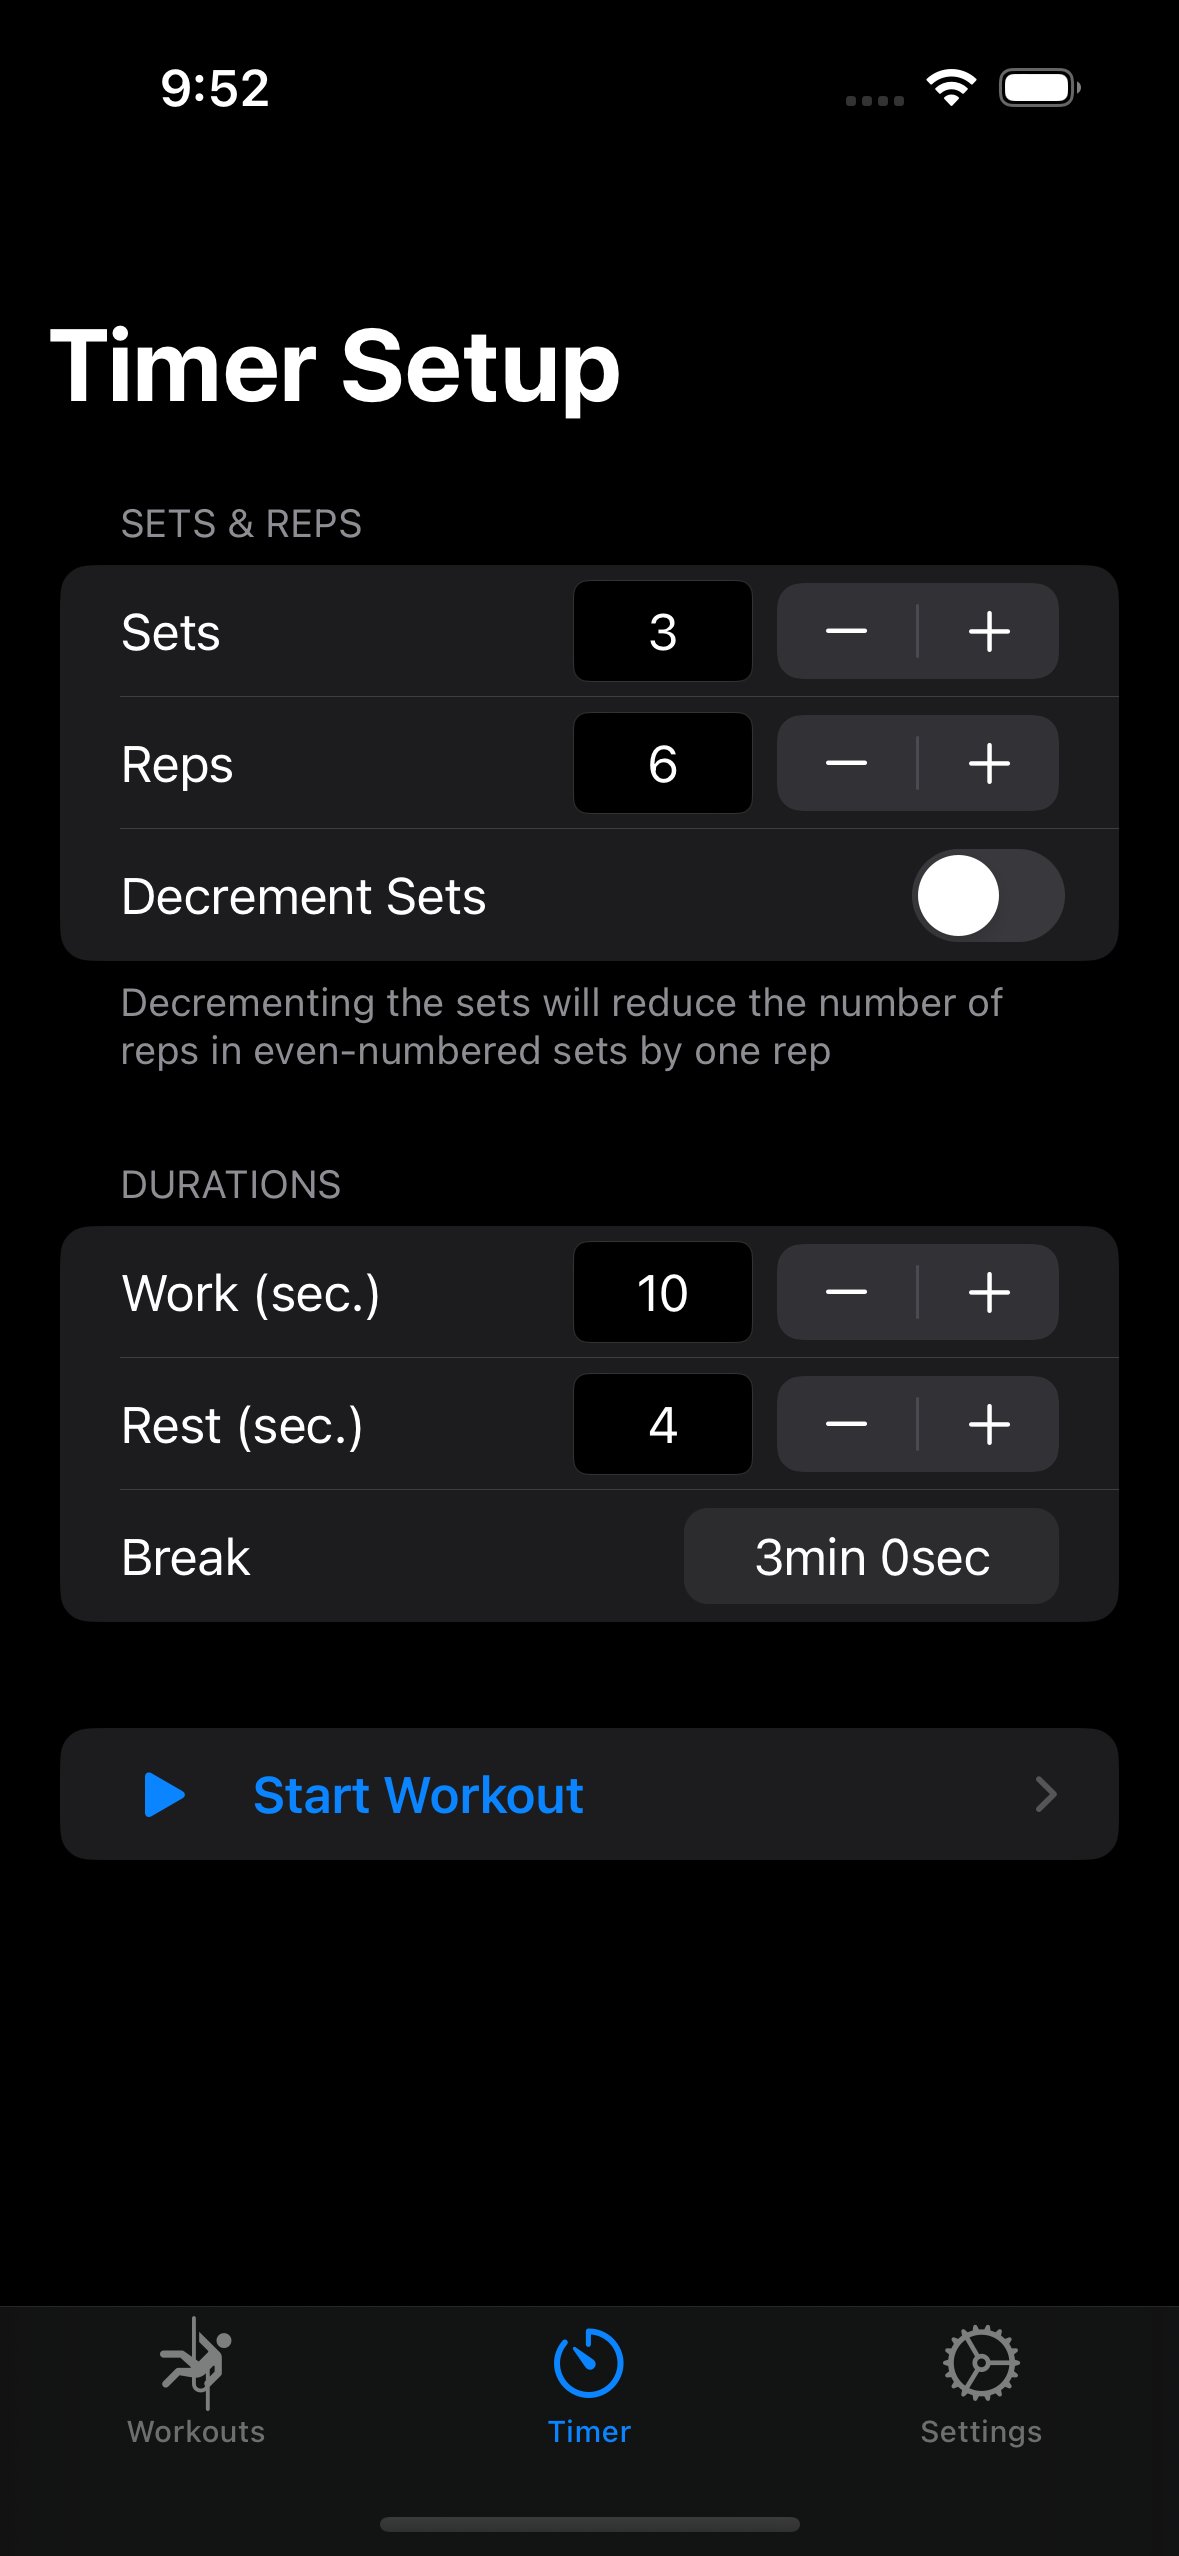 9:52
Timer Setup
SETS & REPS
Sets 3
Reps 6
Decrement Sets
Decrementing the sets will reduce the number of
reps in even-numbered sets by one rep
DURATIONS
Work (sec.) 10
Rest (sec.) 4
Break 3min 0sec
Start Workout
Workouts Timer Settings